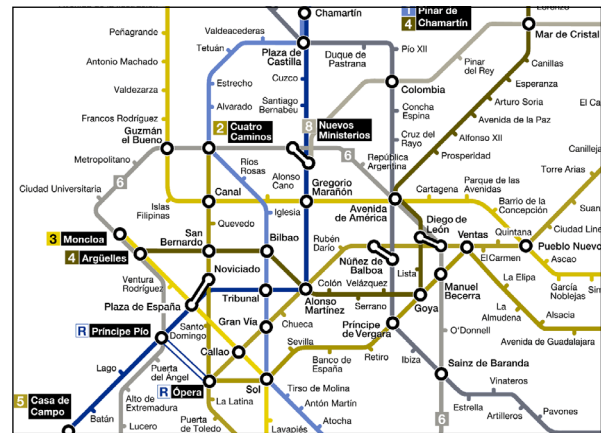 Chamartín
1 Pinar de
4 Chamartín
Peñagrande
Valdeacederas
Tetuán
Plaza de
Castilla
Duque de
Pastrana
Pío XII
Mar de Cristal
Antonio Machado
Cuzco
Pinar
del Rey
Canillas
Valdezarza
Estrecho
Santiago
Bernabéu
Colombia
Esperanza
Alvarado
Concha
Espina
Arturo Soria
Francos Rodríguez
Guzmán
el Bueno
2 Cuatro
Caminos
8 Nuevos
Ministerios
Cruz del
Rayo
Avenida de la Paz
Alfonso XII
Canilleja
Metropolitano
6
República
Argentina
Prosperidad
Ríos
Rosas
Alonso
Cano
6
Torre Arias
Ciudad Universitaria
Islas
Filipinas
Canal
Iglesia
Gregorio
Marañón
Avenida
de América
Cartagena
Parque de las
Avenidas
Barrio de la
Concepción
Suan
Ciudad Line
3 Moncloa
4 Argüelles
San
Bernardo
Quevedo
Bilbao
Rubén
Darío
Diego de
León
Ventas
Quintana
El Carmen
Pueblo Nuevo
Ascao
García
Noblejas
Sim
Ventura
Rodríguez
Noviciado
Núñez de
Balboa
Lista
Manuel
Becerra
La Elipa
Plaza de España
Tribunal
Alonso
Martínez
Colón
Velázquez
Serrano
Goya
La
Almudena
Alsacia
R Príncipe Pío
Santo
Domingo
Gran Vía
Chueca
Príncipe
de Vergara
O'Donnell
Avenida de Guadalajara
Callao
Sevilla
Banco de
España
Retiro
Ibiza
Sainz de Baranda
Lago
Puerta
del Ángel
R Ópera
Sol
5 Casa de
Campo
Batán
Alto de
Extremadura
Lucero
La Latina
Puerta
de Toledo
Tirso de Molina
Antón Martín
Lavapiés
Atocha
6
Vinateros
Estrella
Artilleros
Pavones